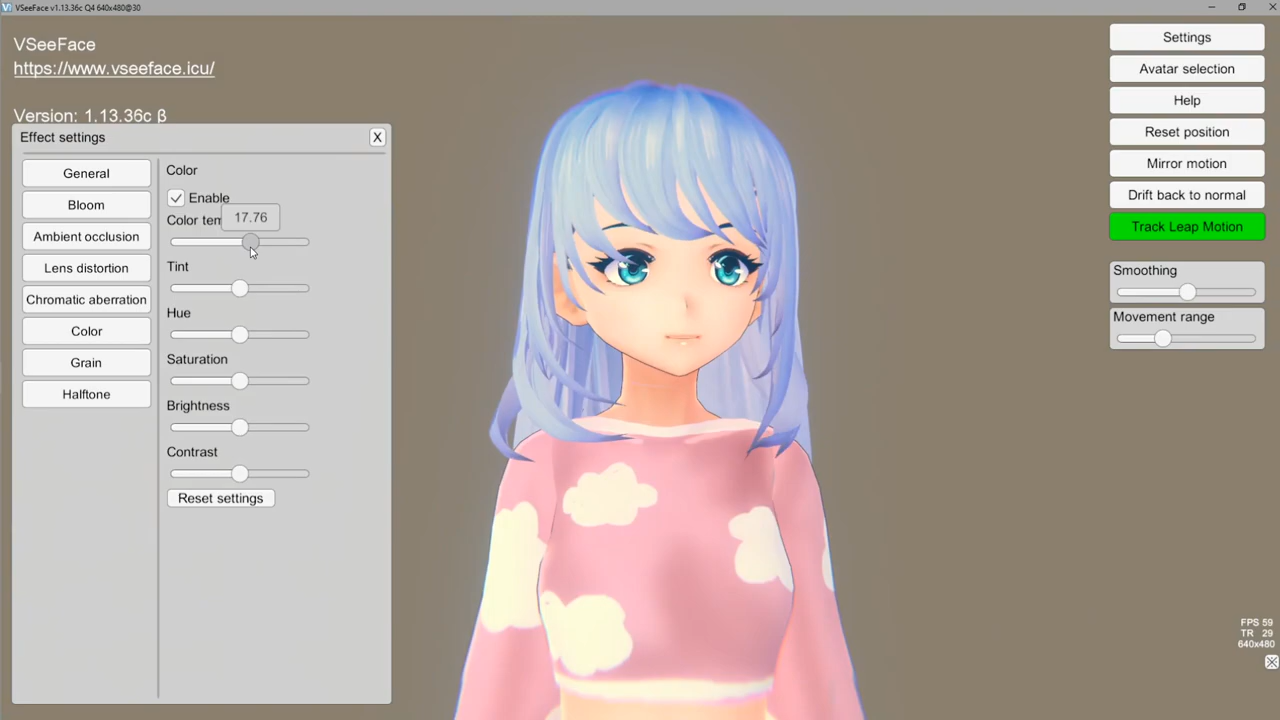 VSeeFace v1.13.36c Q4 640x480@30
VSeeFace
https://www.vseeface.icu/
Version: 1.13.36c β
Effect settings
X
General
Bloom
Ambient occlusion
Lens distortion
Chromatic aberration
Color
Grain
Halftone
Color
Enable
Color tem
17.76
Tint
Hue
Saturation
Brightness
Contrast
Reset settings
Settings
Avatar selection
Help
Reset position
Mirror motion
Drift back to normal
Track Leap Motion
Smoothing
Movement range
FPS 59
TR 29
640x480